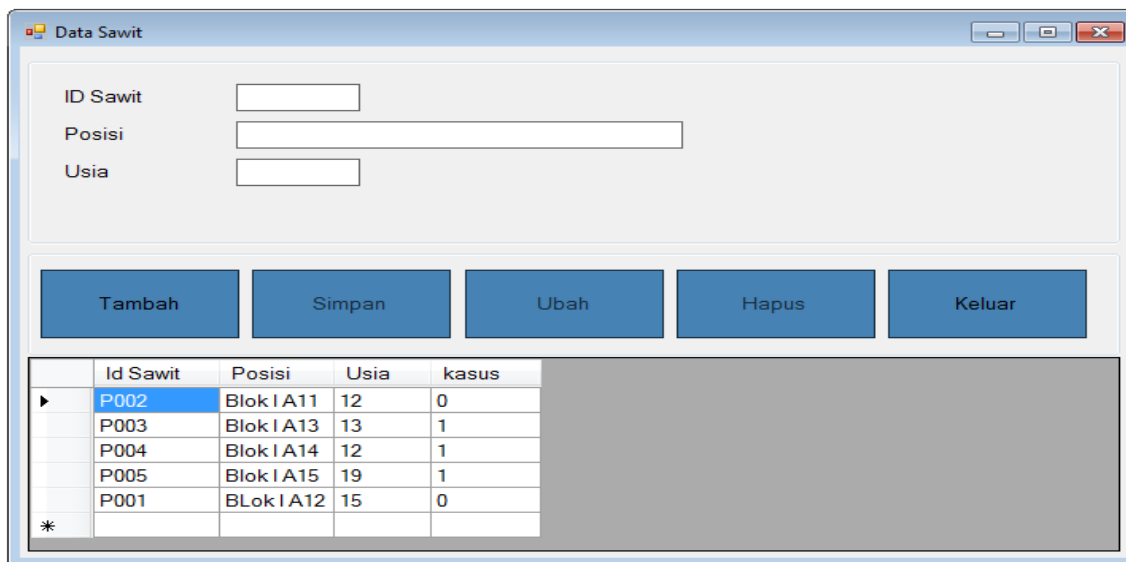 Data Sawit
ID Sawit
Posisi
Usia
Tambah Simpan Ubah Hapus Keluar
Id Sawit Posisi Usia kasus
P002 Blok I A11 12 0
P003 Blok I A13 13 1
P004 Blok I A14 12 1
P005 Blok I A15 19 1
P001 BLok I A12 15 0